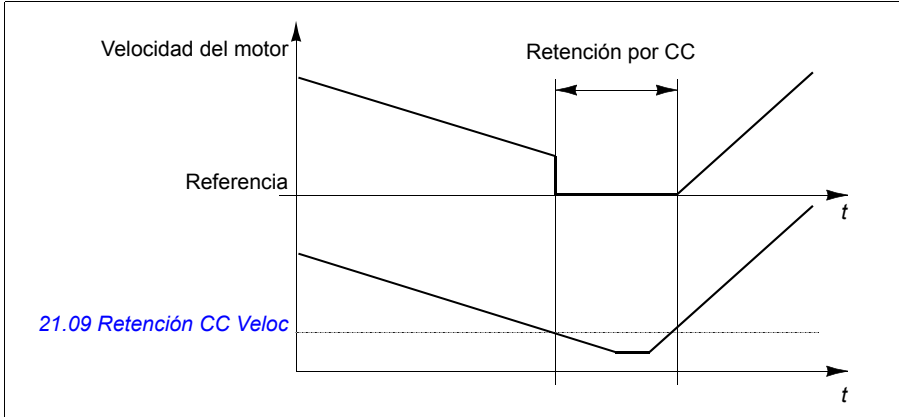 Velocidad del motor
Retención por CC
Referencia
t
21.09 Retención CC Veloc
t